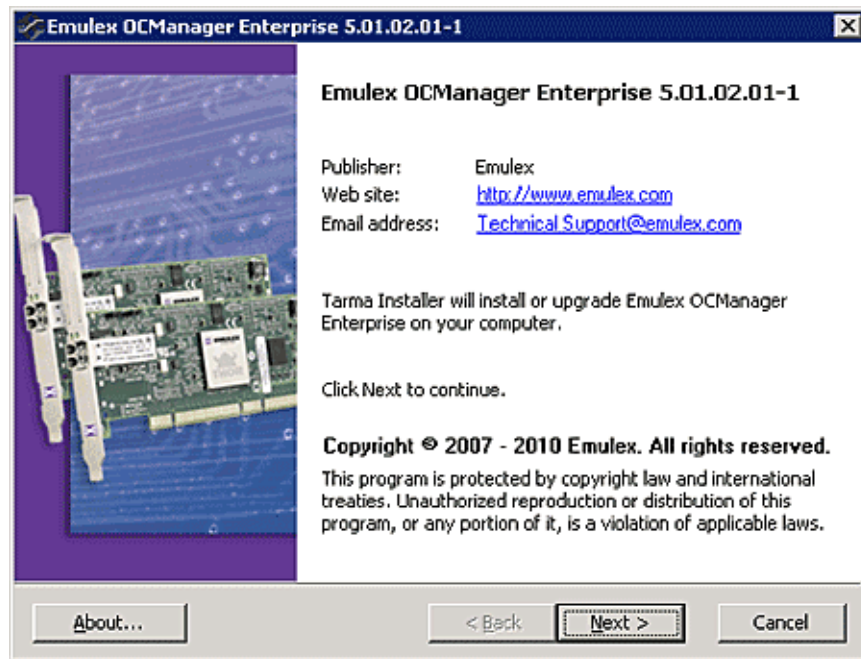 Emulex OCManager Enterprise 5.01.02.01-1
Emulex OCManager Enterprise 5.01.02.01-1
Publisher: Emulex
Web site: http://www.emulex.com
Email address: Technical Support@emulex.com
Tarma Installer will install or upgrade Emulex OCManager
Enterprise on your computer.
Click Next to continue.
Copyright © 2007 - 2010 Emulex. All rights reserved.
This program is protected by copyright law and international
treaties. Unauthorized reproduction or distribution of this
program, or any portion of it, is a violation of applicable laws.
EMULEX
THOR
About...
< Back
Next >
Cancel